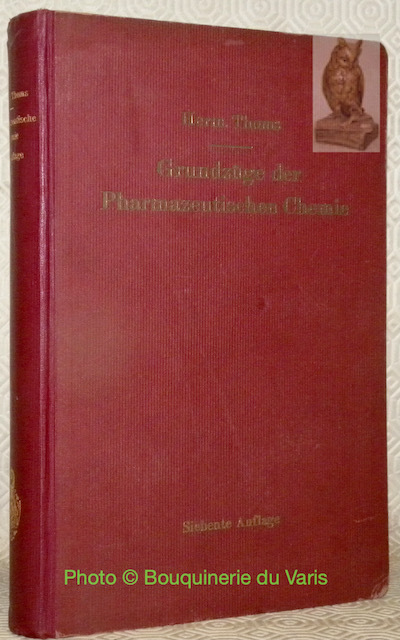 Herm. Thoms
Grundzüge der
Pharmazeutischen Chemie
Siebente Auflage
Photo © Bouquinerie du Varis